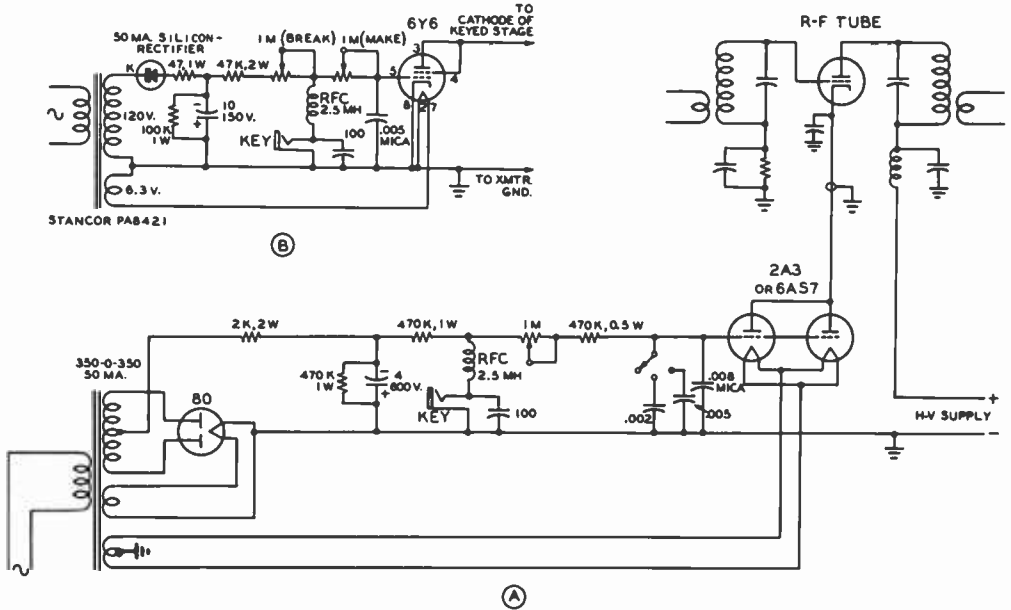 TO
CATHODE OF
KEYED STAGE
6Y6
R-F TUBE
50 MA. SILICON-
RECTIFIER
1M (BREAK)
1M (MAKE)
K
47, 1W
47K, 2W
3
5
4
8
2
7
120V.
100K
1W
-
10
+
150V.
RFC
2.5 MH
KEY
100
.005
MICA
6.3 V.
TO XMTR.
GND.
STANCOR PA8421
B
2A3
OR 6AS7
2K, 2W
470K, 1W
1M
470K, 0.5W
350-0-350
50 MA.
80
470K
1W
-
4
+
600V.
RFC
2.5 MH
KEY
100
.002
.005
.008
MICA
+
H-V SUPPLY
-
A